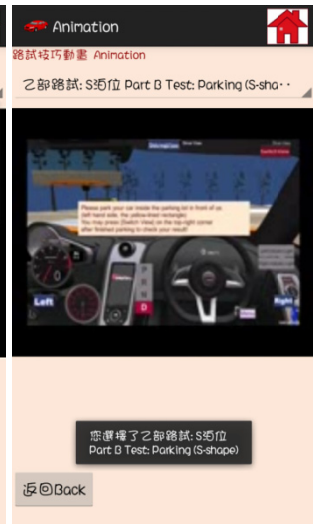 Animation
路試技巧動畫 Animation
乙部路試: S泊位 Part B Test: Parking (S-sha··
Please park your car inside the parking lot in front of us
(left hand side, the yellow-lined rectangle)
You may press [Switch View] on the top-right corner
after finished parking to check your result!
Left
D
Right
您選擇了乙部路試: S泊位
Part B Test: Parking (S-shape)
返回Back